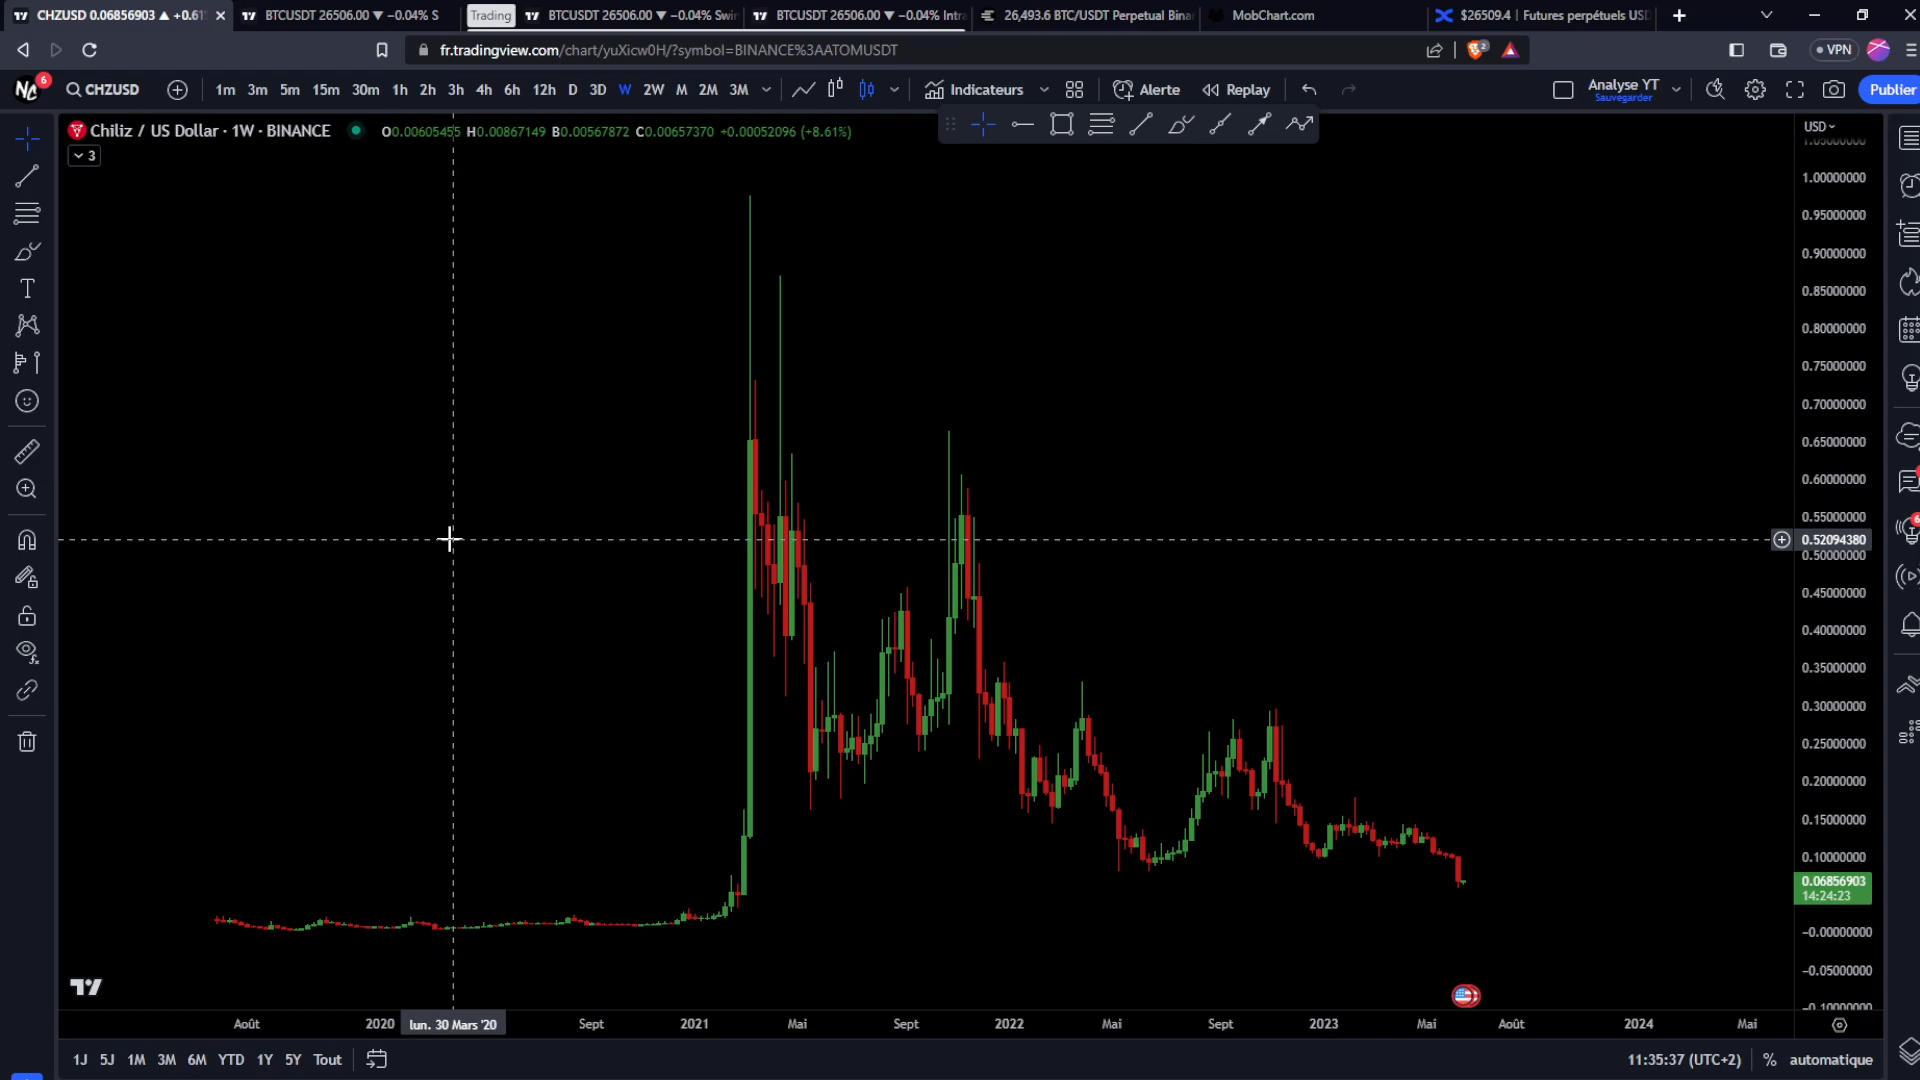 CHZUSD 0.06856903 ▲ +0.61
BTCUSDT 26506.00 ▼ −0.04% S
Trading
BTCUSDT 26506.00 ▼ −0.04% Swin
BTCUSDT 26506.00 ▼ −0.04% Intra
26,493.6 BTC/USDT Perpetual Binan
MobChart.com
$26509.4 | Futures perpétuels USD
fr.tradingview.com/chart/yuXicw0H/?symbol=BINANCE%3AATOMUSDT
2
VPN
6
CHZUSD
1m 3m 5m 15m 30m 1h 2h 3h 4h 6h 12h D 3D W 2W M 2M 3M
Indicateurs
Alerte
Replay
Analyse YT
Sauvegarder
Publier
Chiliz / US Dollar · 1W · BINANCE
O0.00605455 H0.00867149 B0.00567872 C0.00657370 +0.00052096 (+8.61%)
USD
3
1.00000000
0.95000000
0.90000000
0.85000000
0.80000000
0.75000000
0.70000000
0.65000000
0.60000000
0.55000000
0.52094380
0.50000000
0.45000000
0.40000000
0.35000000
0.30000000
0.25000000
0.20000000
0.15000000
0.10000000
0.06856903
14:24:23
−0.00000000
−0.05000000
−0.10000000
Août 2020 lun. 30 Mars '20 Sept 2021 Mai Sept 2022 Mai Sept 2023 Mai Août 2024 Mai
1J 5J 1M 3M 6M YTD 1Y 5Y Tout
11:35:37 (UTC+2) % automatique